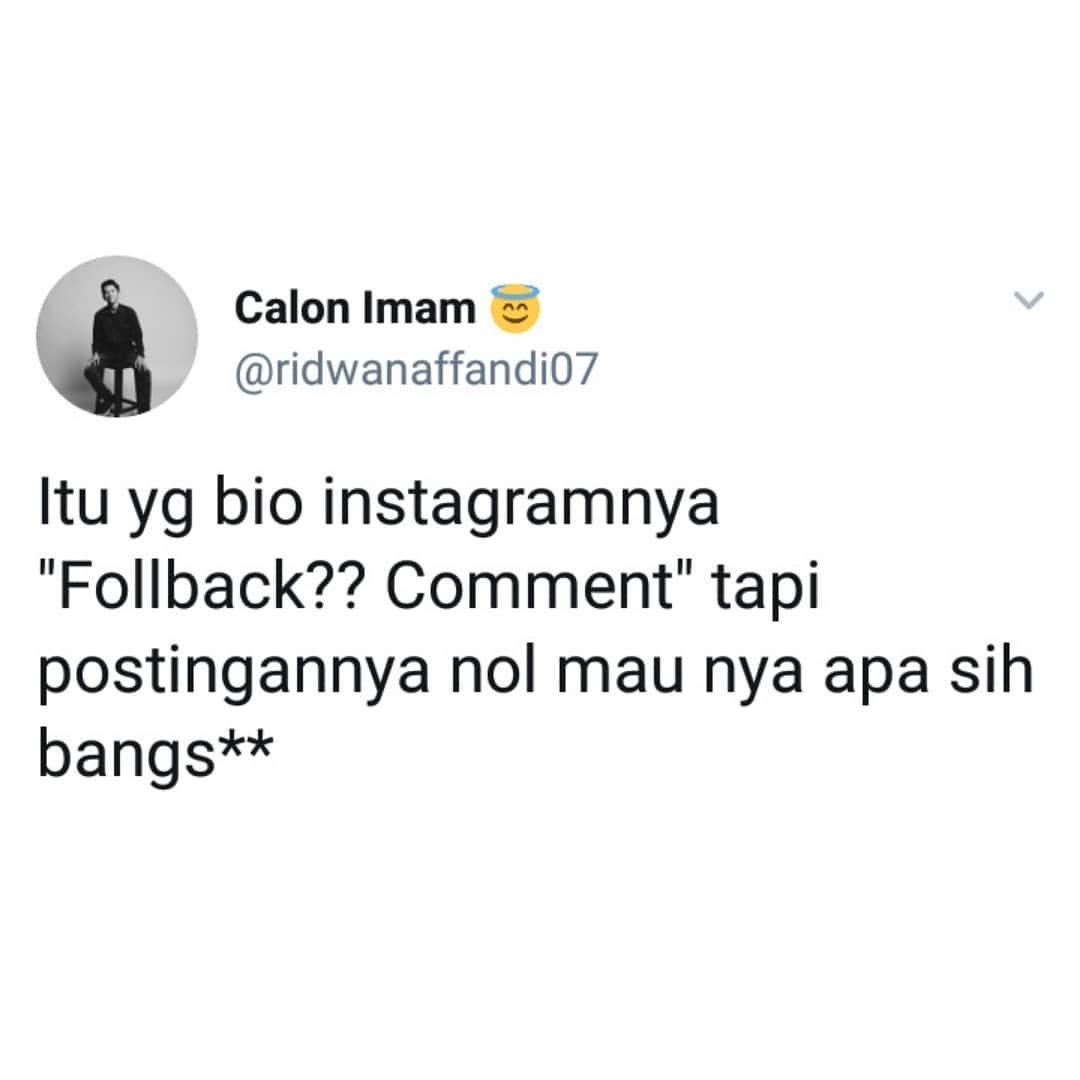 Calon Imam 😇
@ridwanaffandi07
Itu yg bio instagramnya
"Follback?? Comment" tapi
postingannya nol mau nya apa sih
bangs**